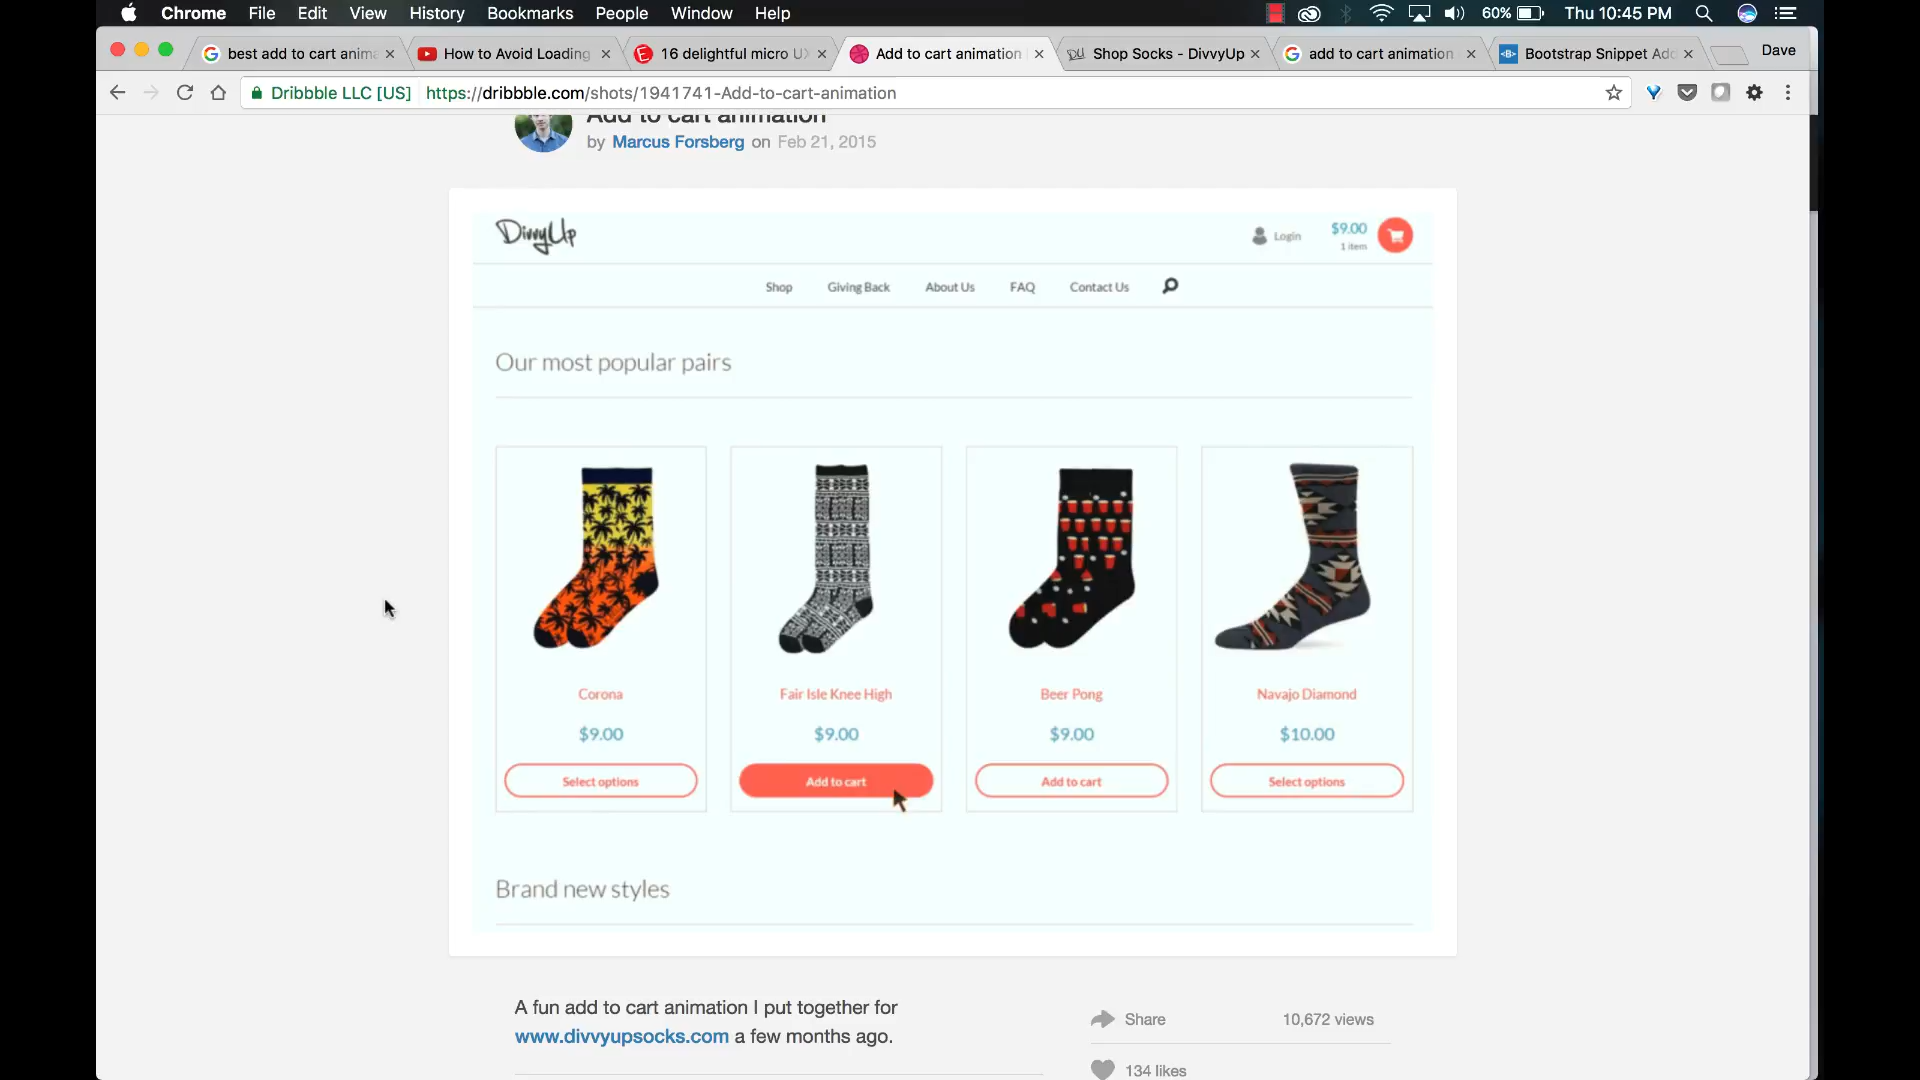 Chrome File Edit View History Bookmarks People Window Help 60% Thu 10:45 PM
best add to cart anima How to Avoid Loading 16 delightful micro UX Add to cart animation Shop Socks - DivvyUp add to cart animation Bootstrap Snippet Add Dave
Dribbble LLC [US] https://dribbble.com/shots/1941741-Add-to-cart-animation
Add to cart animation
by Marcus Forsberg on Feb 21, 2015
DivvyUp Login $9.00
1 item
Shop Giving Back About Us FAQ Contact Us
Our most popular pairs
Corona Fair Isle Knee High Beer Pong Navajo Diamond
$9.00 $9.00 $9.00 $10.00
Select options Add to cart Add to cart Select options
Brand new styles
A fun add to cart animation I put together for
www.divvyupsocks.com a few months ago.
Share 10,672 views
134 likes